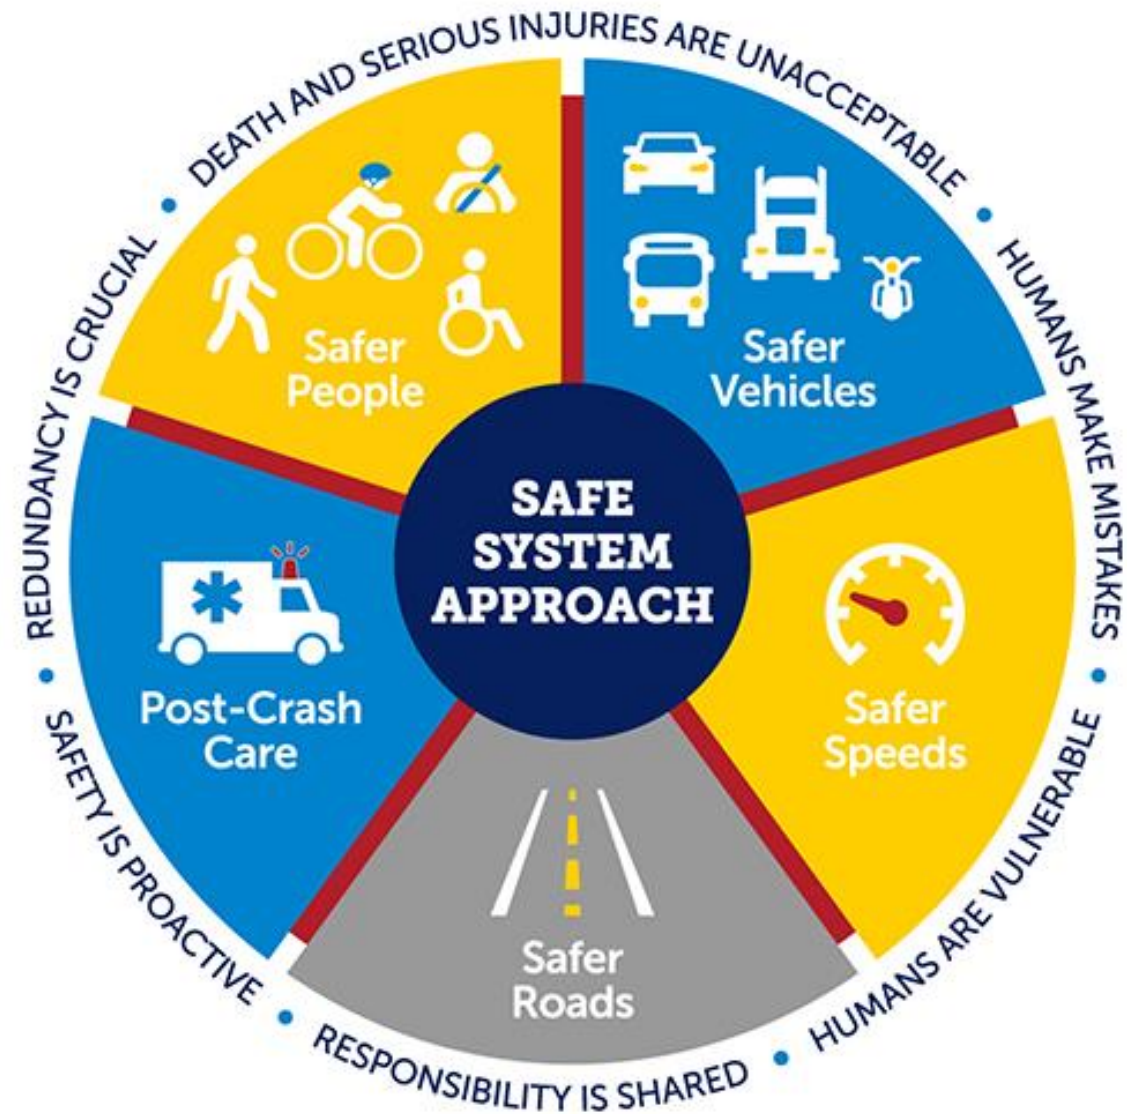 DEATH AND SERIOUS INJURIES ARE UNACCEPTABLE
HUMANS MAKE MISTAKES
HUMANS ARE VULNERABLE
RESPONSIBILITY IS SHARED
SAFETY IS PROACTIVE
REDUNDANCY IS CRUCIAL
Safer
People
Safer
Vehicles
SAFE
SYSTEM
APPROACH
Post-Crash
Care
Safer
Speeds
Safer
Roads